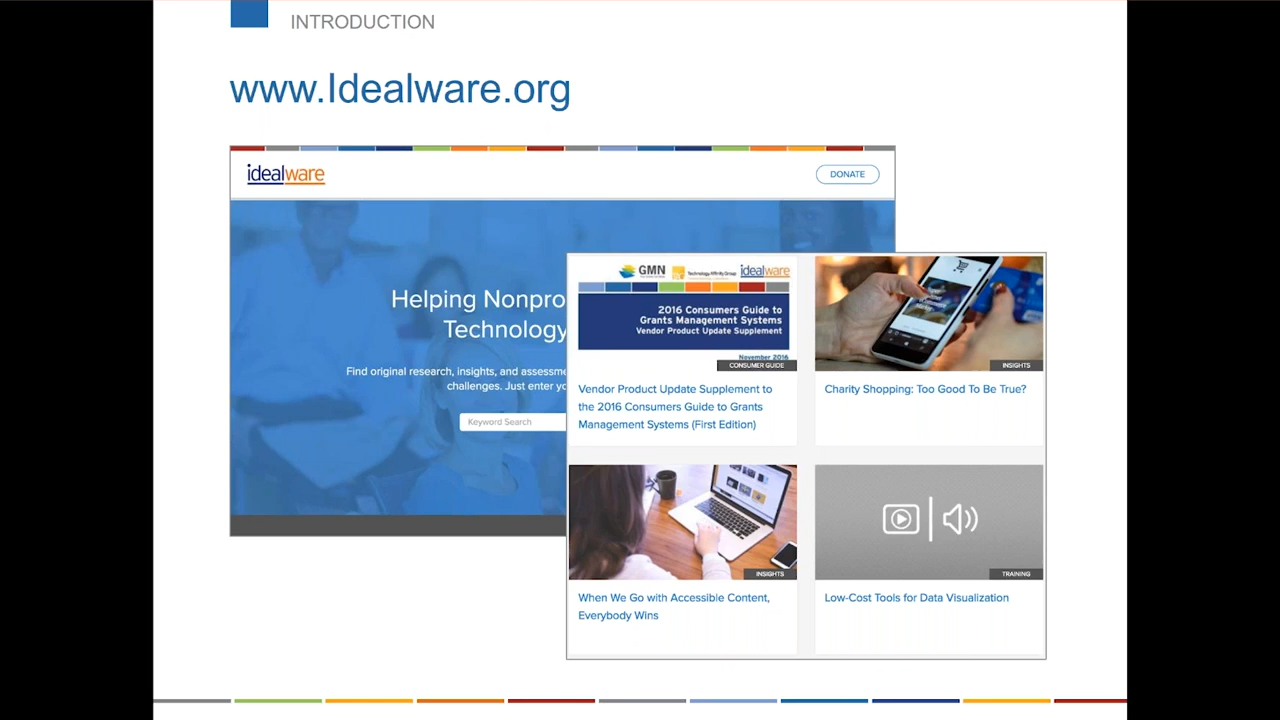 INTRODUCTION
www.Idealware.org
idealware
DONATE
Helping Nonpro
Technology
Find original research, insights, and assessme
challenges. Just enter yo
Keyword Search
GMN
Technology Affinity Group
idealware
2016 Consumers Guide to
Grants Management Systems
Vendor Product Update Supplement
November 2016
CONSUMER GUIDE
Vendor Product Update Supplement to
the 2016 Consumers Guide to Grants
Management Systems (First Edition)
INSIGHTS
Charity Shopping: Too Good To Be True?
INSIGHTS
When We Go with Accessible Content,
Everybody Wins
TRAINING
Low-Cost Tools for Data Visualization